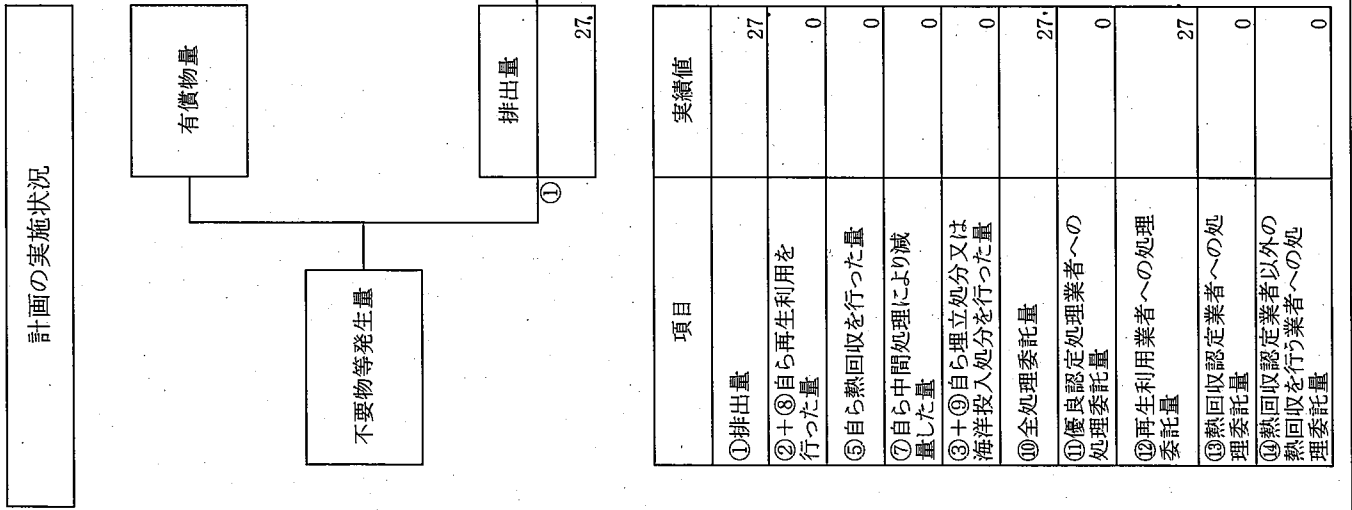 計画の実施状況
有償物量
不要物等発生量
排出量
①
27.
項目
実績値
①排出量
27
②+⑧自ら再生利用を
行った量
0
⑤自ら熱回収を行った量
0
⑦自ら中間処理により減
量した量
0
③+⑨自ら埋立処分又は
海洋投入処分を行った量
0
⑩全処理委託量
27.
⑪優良認定処理業者への
処理委託量
0
⑫再生利用業者への処理
委託量
27
⑬熱回収認定業者への処
理委託量
0
⑭熱回収認定業者以外の
熱回収を行う業者への処
理委託量
0